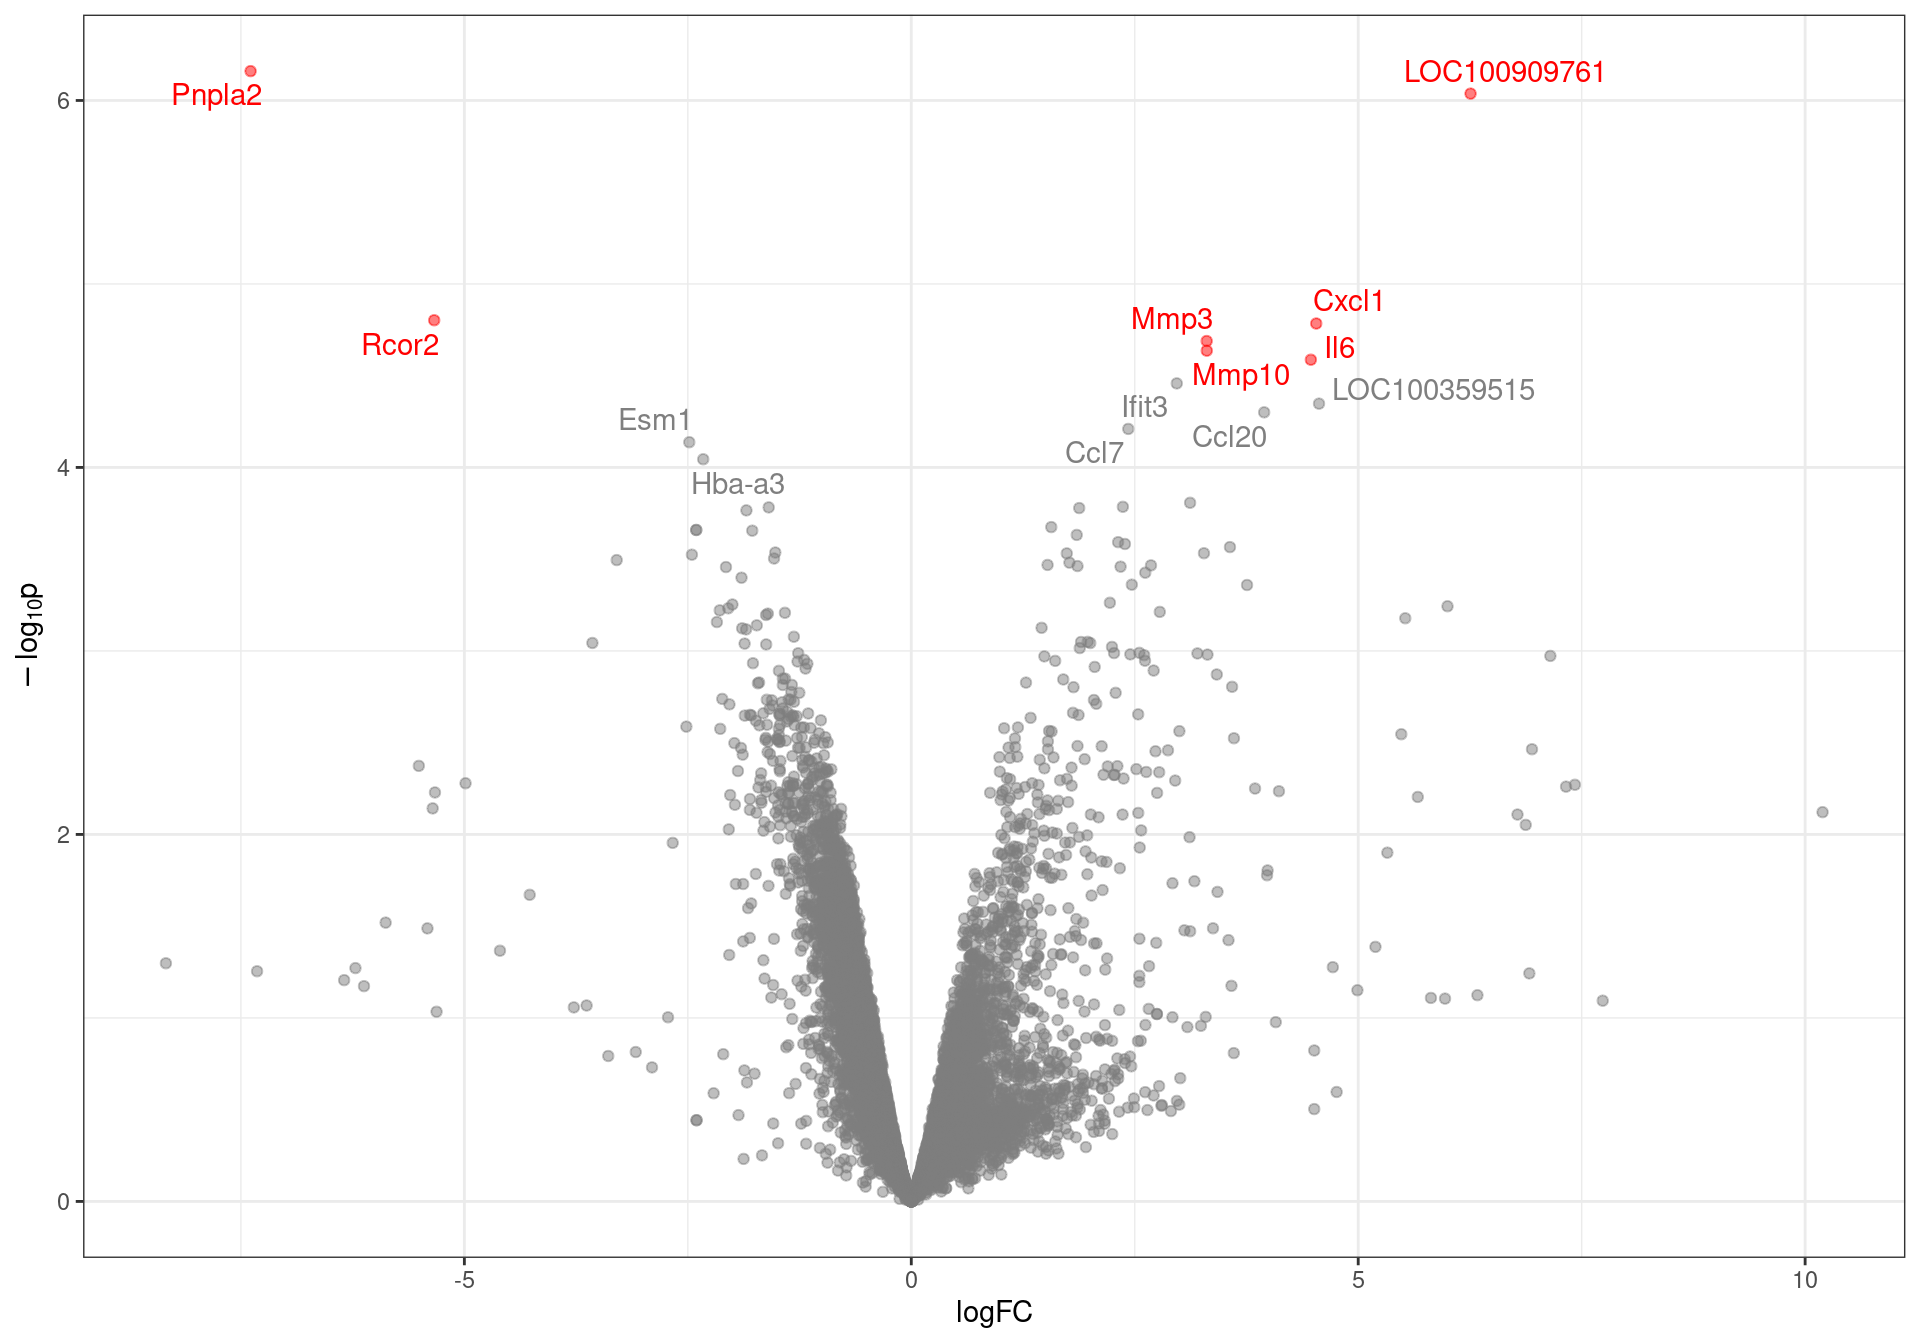 LOC100909761
Pnpla2
6
Cxcl1
Mmp3
Rcor2
Il6
Mmp10
LOC100359515
Ifit3
Esm1
Ccl20
Ccl7
4
Hba-a3
− log10p
2
0
-5
0
5
10
logFC